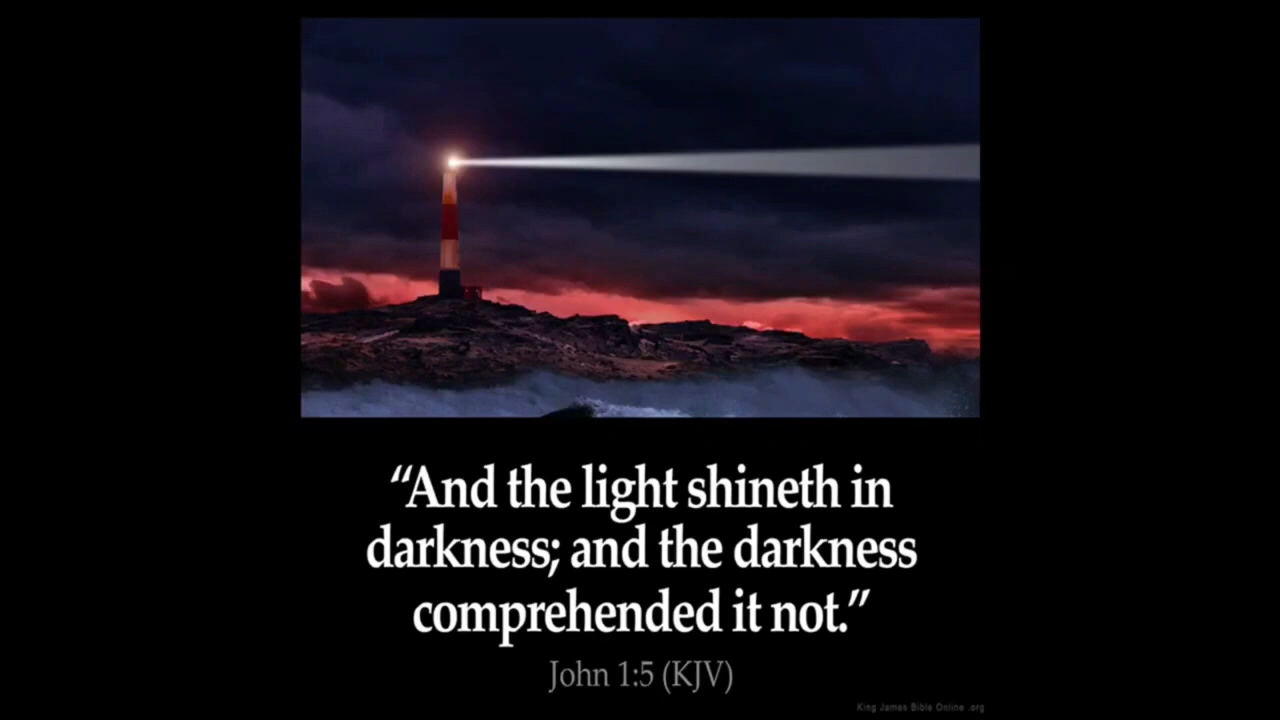 “And the light shineth in
darkness; and the darkness
comprehended it not.”
John 1:5 (KJV)
King James Bible Online .org